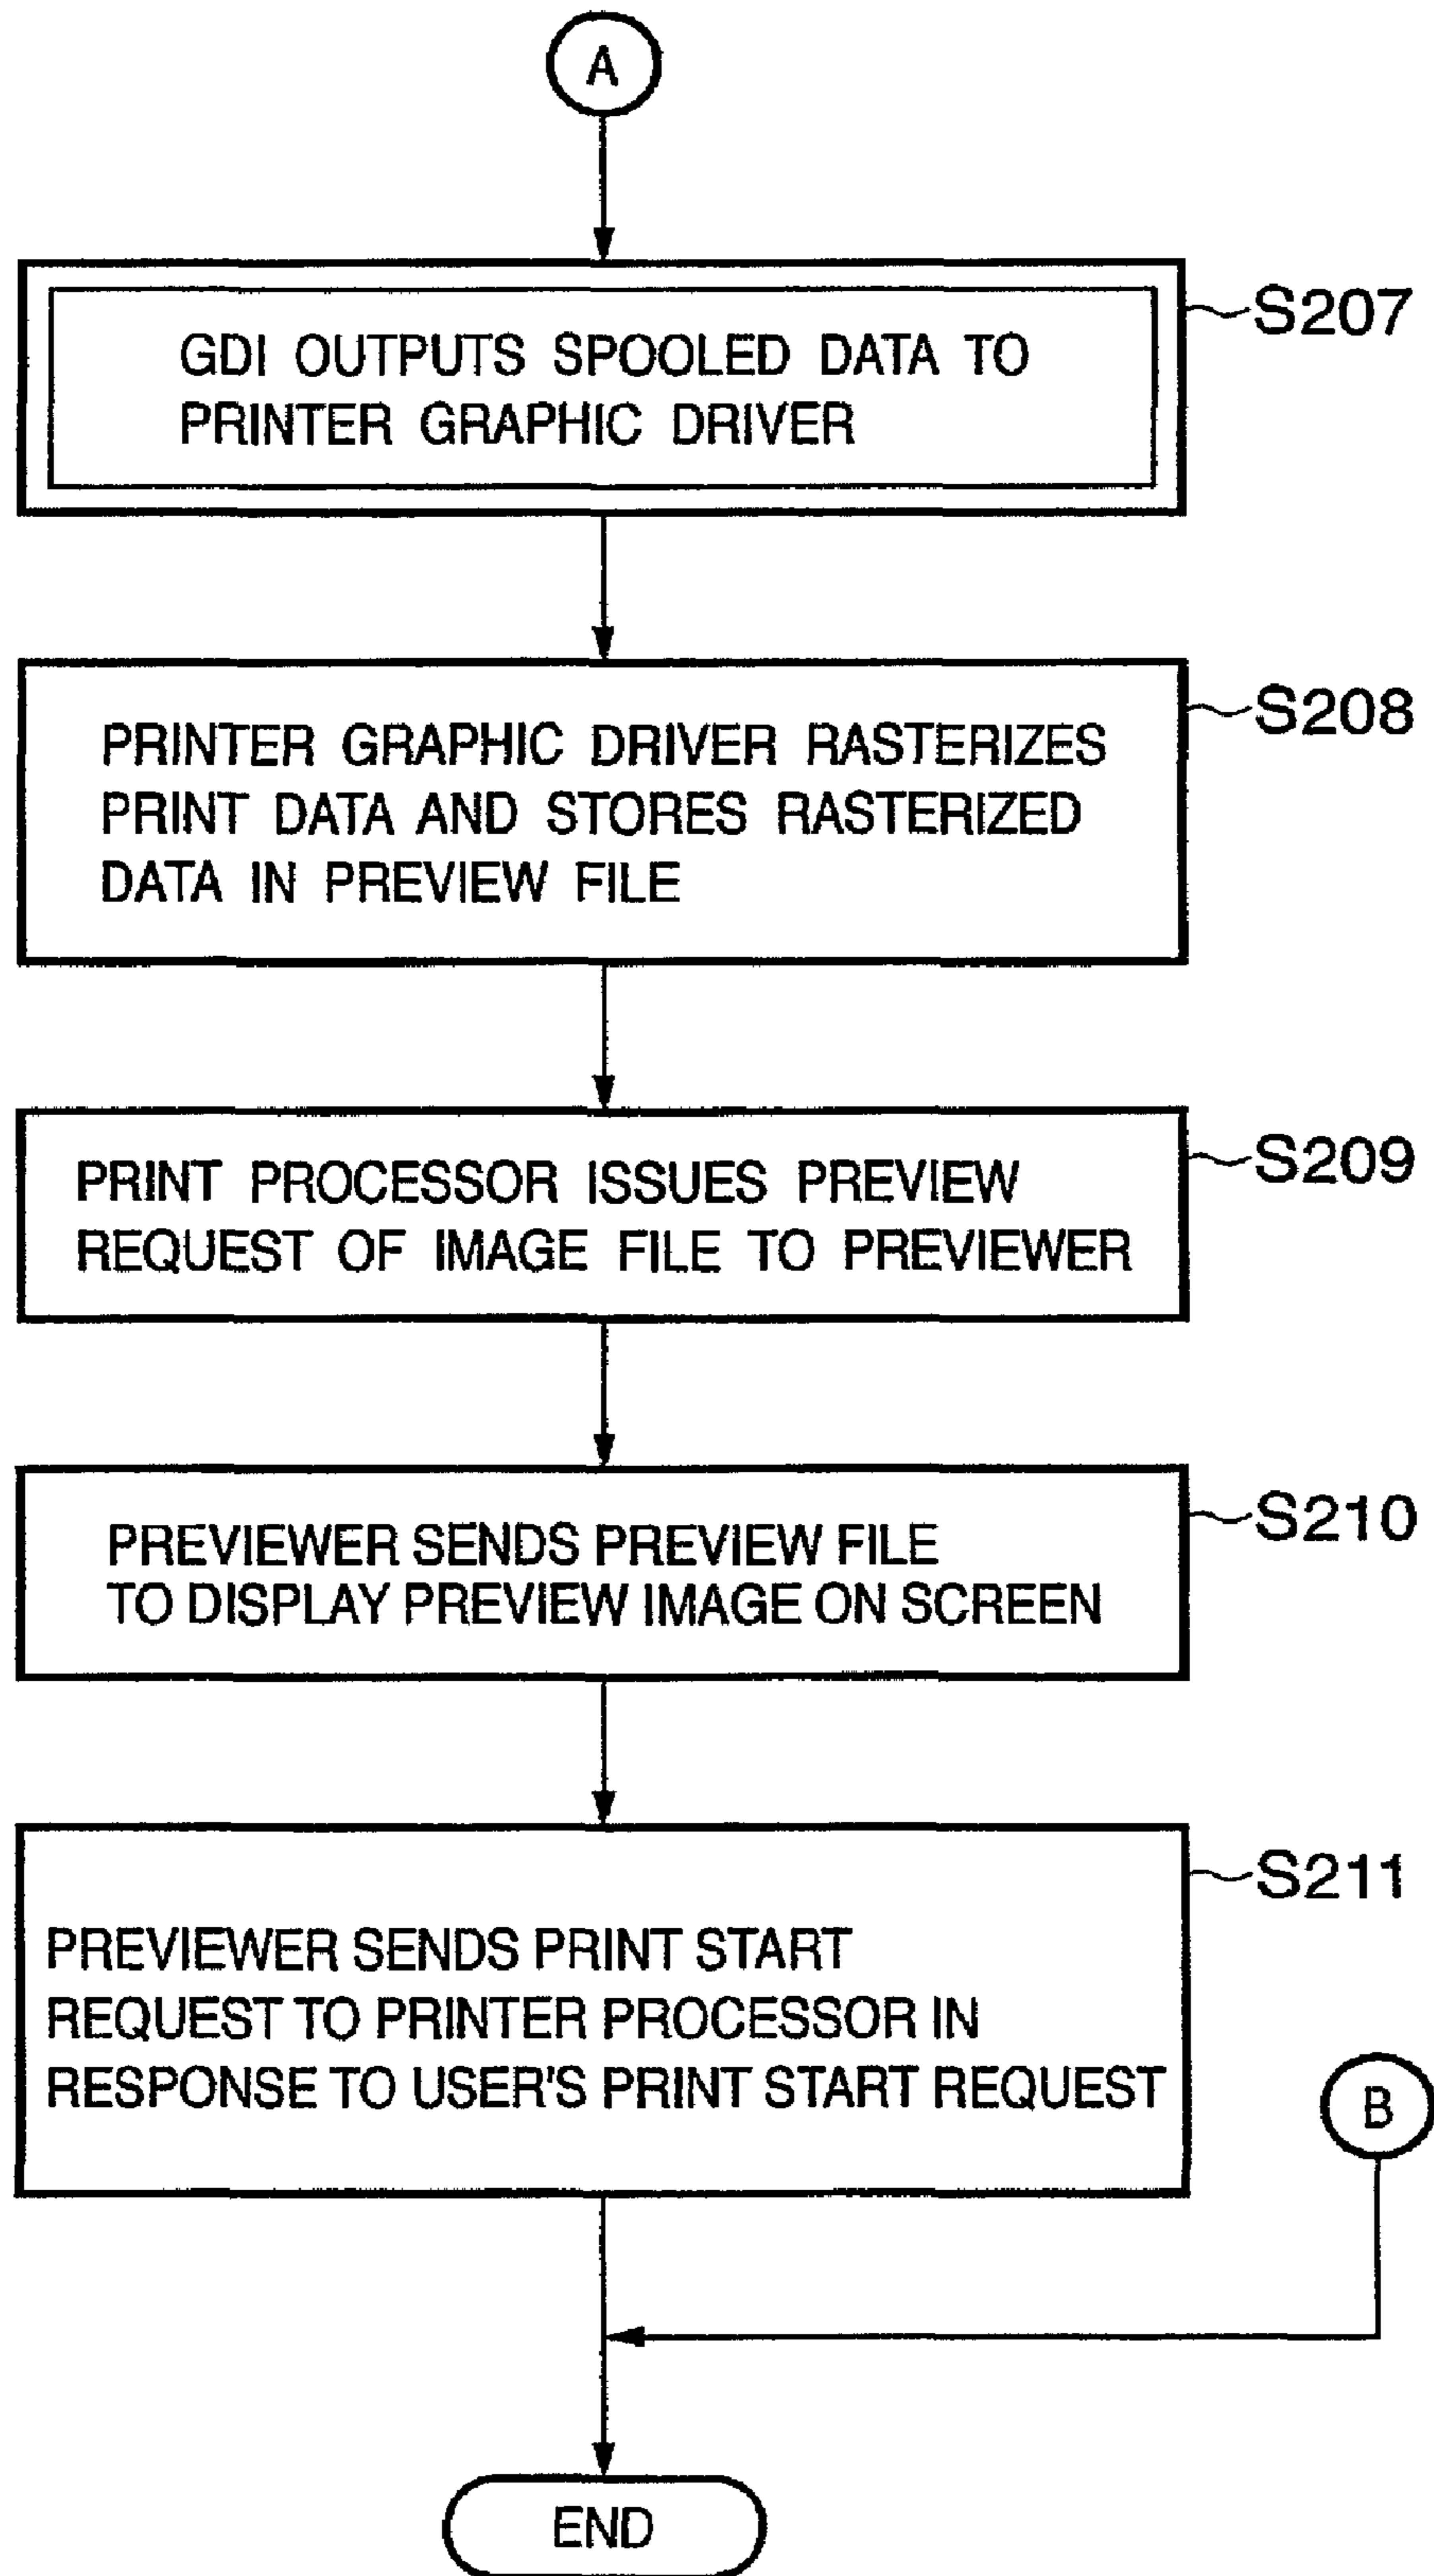 A
GDI OUTPUTS SPOOLED DATA TO
PRINTER GRAPHIC DRIVER
S207
PRINTER GRAPHIC DRIVER RASTERIZES
PRINT DATA AND STORES RASTERIZED
DATA IN PREVIEW FILE
S208
PRINT PROCESSOR ISSUES PREVIEW
REQUEST OF IMAGE FILE TO PREVIEWER
S209
PREVIEWER SENDS PREVIEW FILE
TO DISPLAY PREVIEW IMAGE ON SCREEN
S210
PREVIEWER SENDS PRINT START
REQUEST TO PRINTER PROCESSOR IN
RESPONSE TO USER'S PRINT START REQUEST
S211
B
END